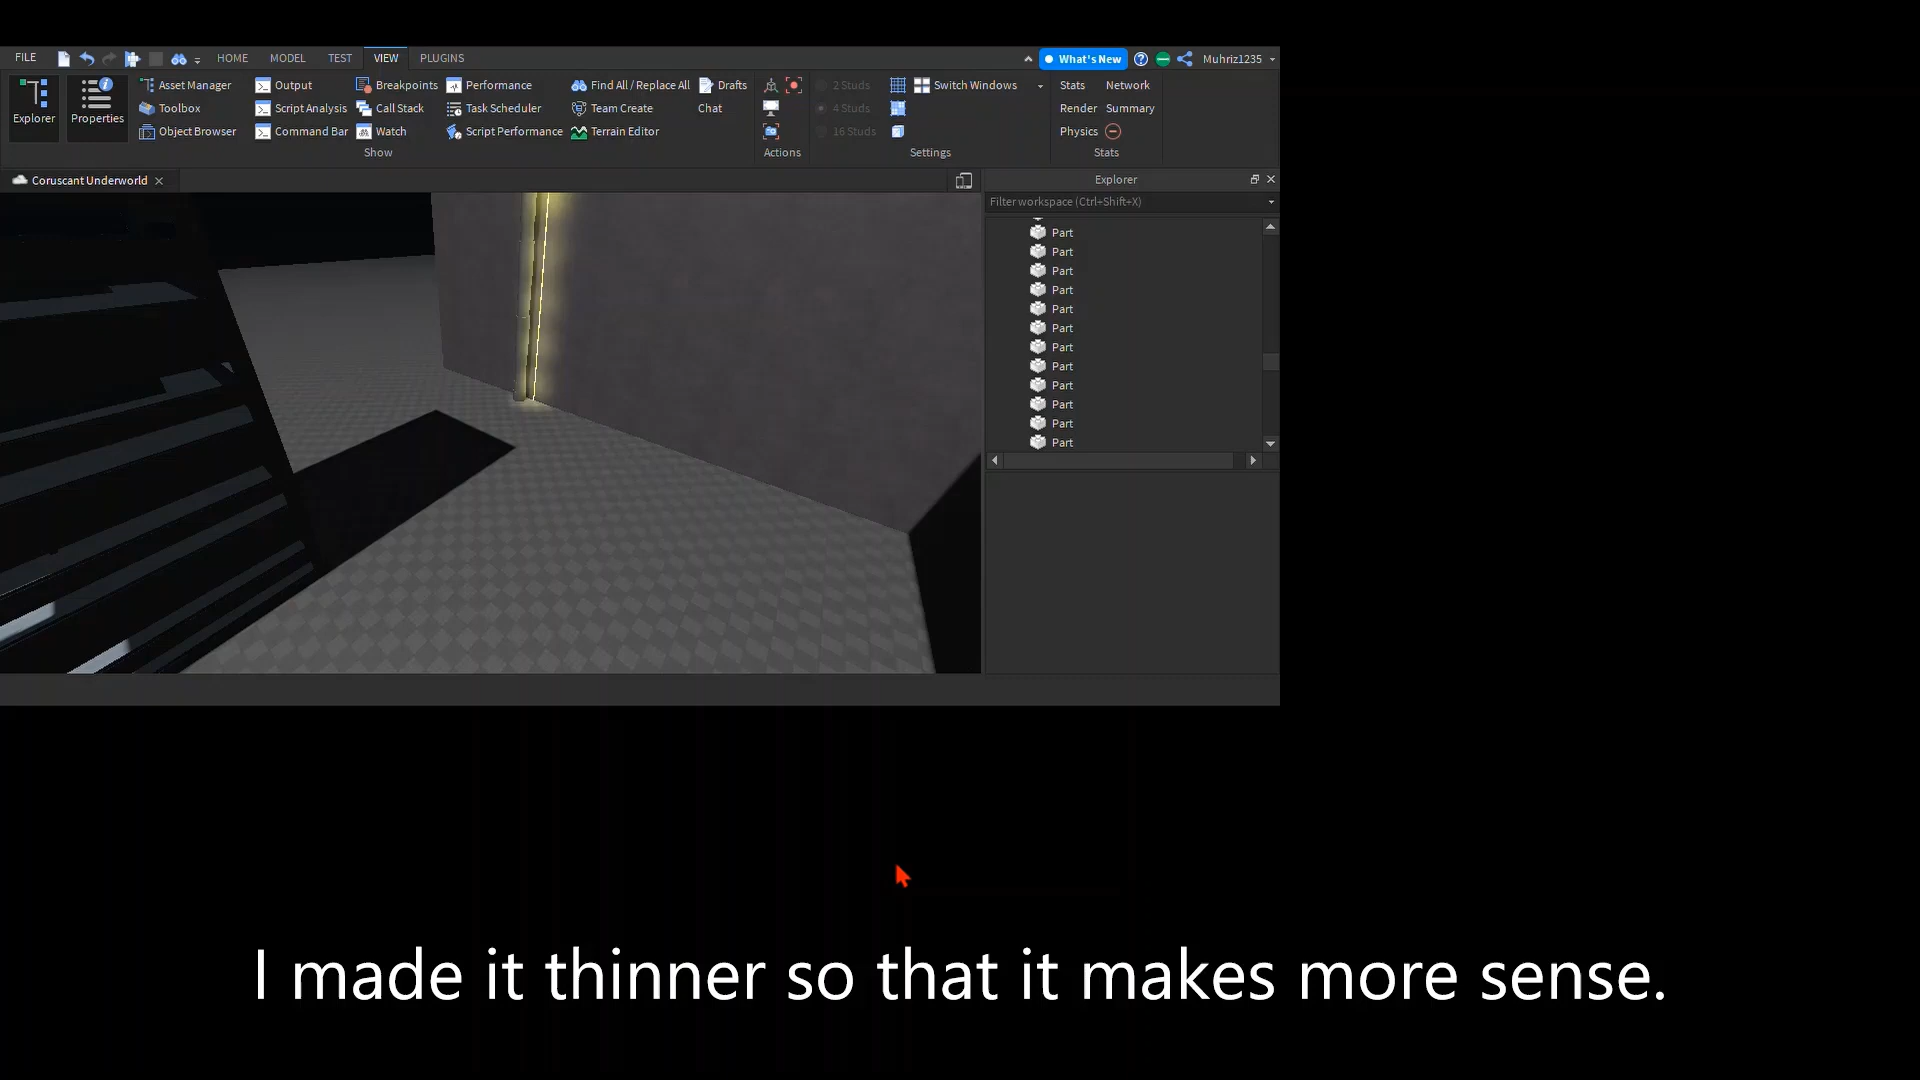 FILE HOME MODEL TEST VIEW PLUGINS What's New Muhriz1235
Asset Manager Output Breakpoints Performance Find All / Replace All Drafts 2 Studs Switch Windows Stats Network
Explorer Properties Toolbox Script Analysis Call Stack Task Scheduler Team Create Chat 4 Studs Render Summary
Object Browser Command Bar Watch Script Performance Terrain Editor 16 Studs Physics
Show Actions Settings Stats
Coruscant Underworld Explorer
Filter workspace (Ctrl+Shift+X)
Part
Part
Part
Part
Part
Part
Part
Part
Part
Part
Part
Part
I made it thinner so that it makes more sense.